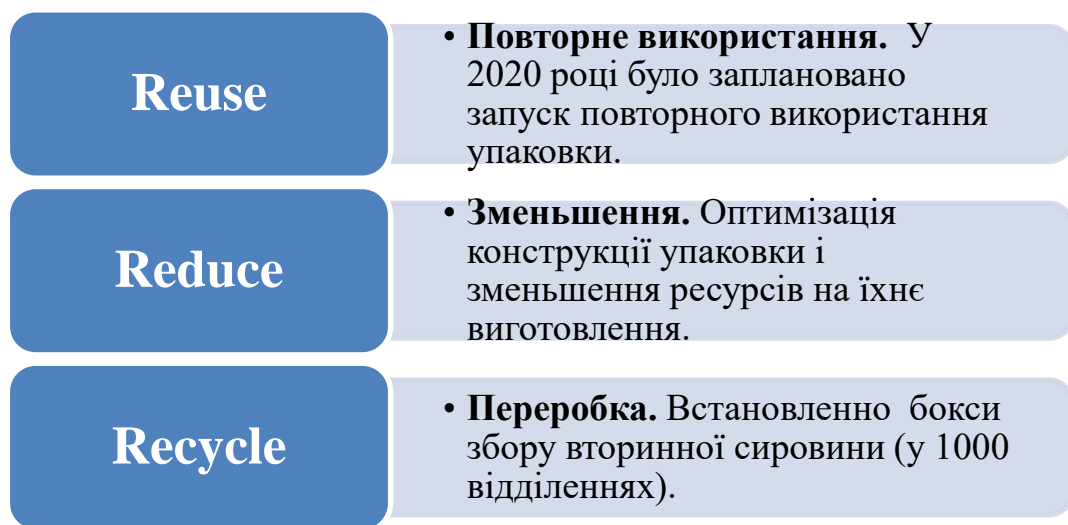 Reuse
• Повторне використання. У
2020 році було заплановано
запуск повторного використання
упаковки.
Reduce
• Зменьшення. Оптимізація
конструкції упаковки і
зменьшення ресурсів на їхнє
виготовлення.
Recycle
• Переробка. Встановленно бокси
збору вторинної сировини (у 1000
відділеннях).